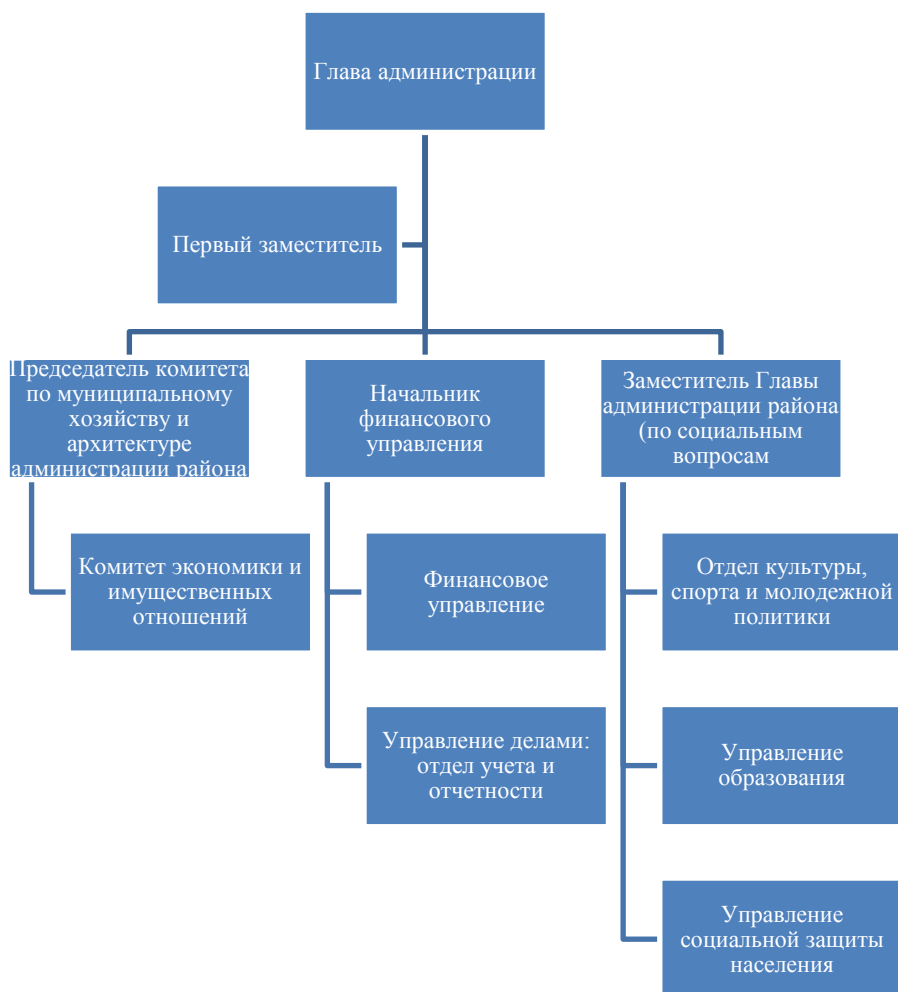 Глава администрации
Первый заместитель
Председатель комитета
по муниципальному
хозяйству и
архитектуре
администрации района
Начальник
финансового
управления
Заместитель Главы
администрации района
(по социальным
вопросам
Комитет экономики и
имущественных
отношений
Финансовое
управление
Отдел культуры,
спорта и молодежной
политики
Управление делами:
отдел учета и
отчетности
Управление
образования
Управление
социальной защиты
населения